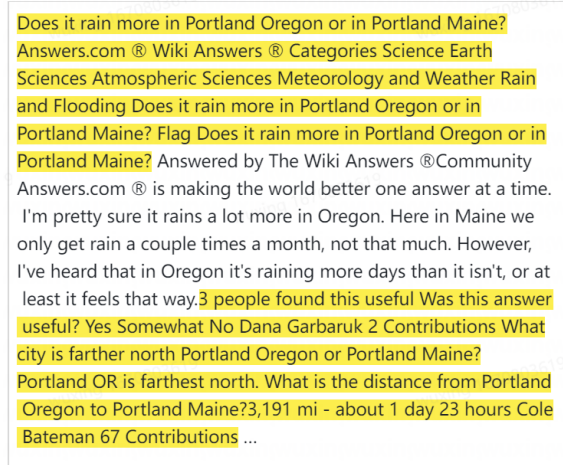 Does it rain more in Portland Oregon or in Portland Maine?
Answers.com ® Wiki Answers ® Categories Science Earth
Sciences Atmospheric Sciences Meteorology and Weather Rain
and Flooding Does it rain more in Portland Oregon or in
Portland Maine? Flag Does it rain more in Portland Oregon or in
Portland Maine? Answered by The Wiki Answers ®Community
Answers.com ® is making the world better one answer at a time.
I'm pretty sure it rains a lot more in Oregon. Here in Maine we
only get rain a couple times a month, not that much. However,
I've heard that in Oregon it's raining more days than it isn't, or at
least it feels that way.3 people found this useful Was this answer
useful? Yes Somewhat No Dana Garbaruk 2 Contributions What
city is farther north Portland Oregon or Portland Maine?
Portland OR is farthest north. What is the distance from Portland
Oregon to Portland Maine?3,191 mi - about 1 day 23 hours Cole
Bateman 67 Contributions ...